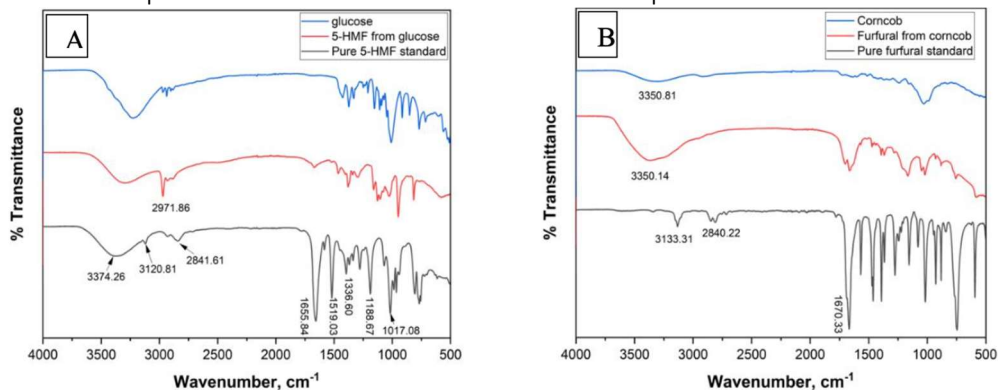 A
glucose
5-HMF from glucose
Pure 5-HMF standard
2971.86
3374.26
3120.81
2841.61
1655.84
1519.03
1336.60
1188.67
1017.08
% Transmittance
4000 3500 3000 2500 2000 1500 1000 500
Wavenumber, cm-1
B
Corncob
Furfural from corncob
Pure furfural standard
3350.81
3350.14
3133.31
2840.22
1670.33
% Transmittance
4000 3500 3000 2500 2000 1500 1000 500
Wavenumber, cm-1